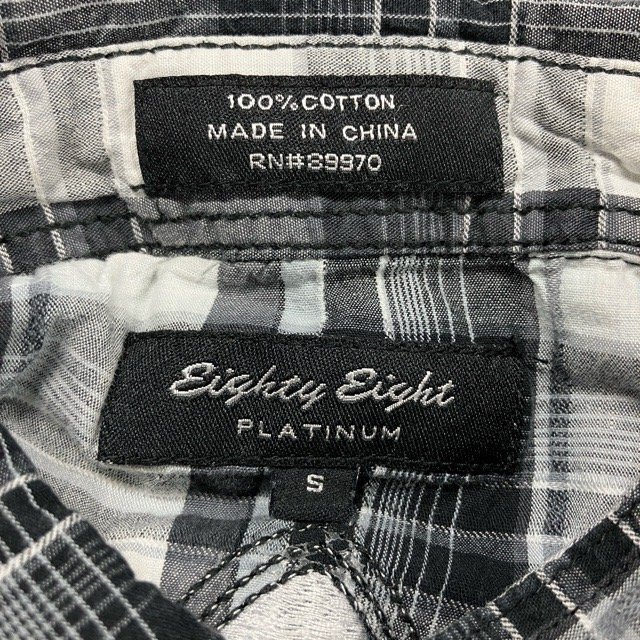 100% COTTON
MADE IN CHINA
RN#89970
Eighty Eight
PLATINUM
S